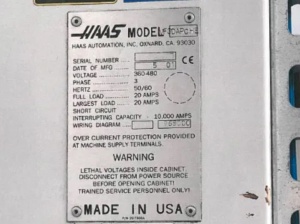 HAAS MODEL
HAAS AUTOMATION, INC. OXNARD, CA. 93030
SERIAL NUMBER
DATE OF MFG.
VOLTAGE 360-480
PHASE 3
HERTZ 50/60
FULL LOAD 20 AMPS
LARGEST LOAD 20 AMPS
SHORT CIRCUIT
INTERRUPTING CAPACITY - 10,000 AMPS
WIRING DIAGRAM
OVER CURRENT PROTECTION PROVIDED
AT MACHINE SUPPLY TERMINALS.
WARNING
LETHAL VOLTAGES INSIDE CABINET
DISCONNECT FROM POWER SOURCE
BEFORE OPENING CABINET!
TRAINED SERVICE PERSONNEL ONLY!
MADE IN USA